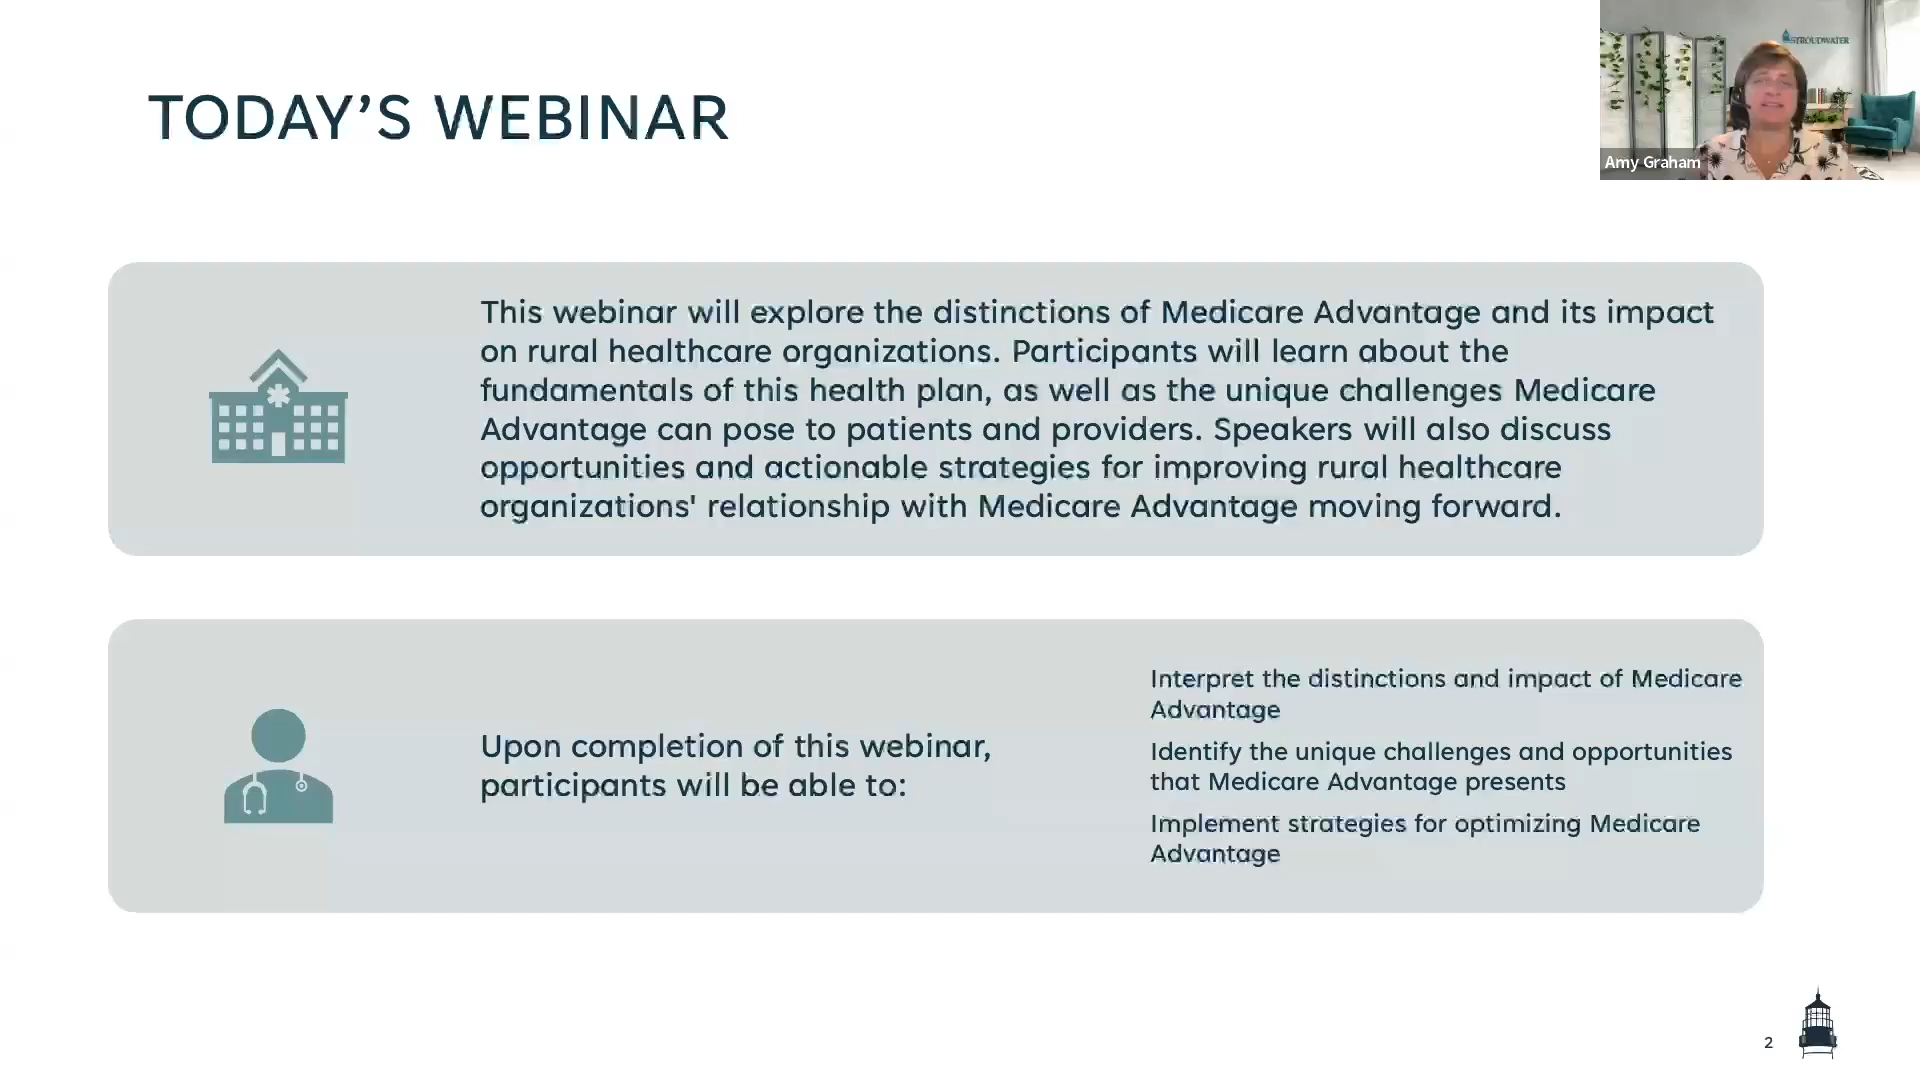 TODAY’S WEBINAR
STROUDWATER
Amy Graham
This webinar will explore the distinctions of Medicare Advantage and its impact
on rural healthcare organizations. Participants will learn about the
fundamentals of this health plan, as well as the unique challenges Medicare
Advantage can pose to patients and providers. Speakers will also discuss
opportunities and actionable strategies for improving rural healthcare
organizations' relationship with Medicare Advantage moving forward.
Upon completion of this webinar,
participants will be able to:
Interpret the distinctions and impact of Medicare
Advantage
Identify the unique challenges and opportunities
that Medicare Advantage presents
Implement strategies for optimizing Medicare
Advantage
2